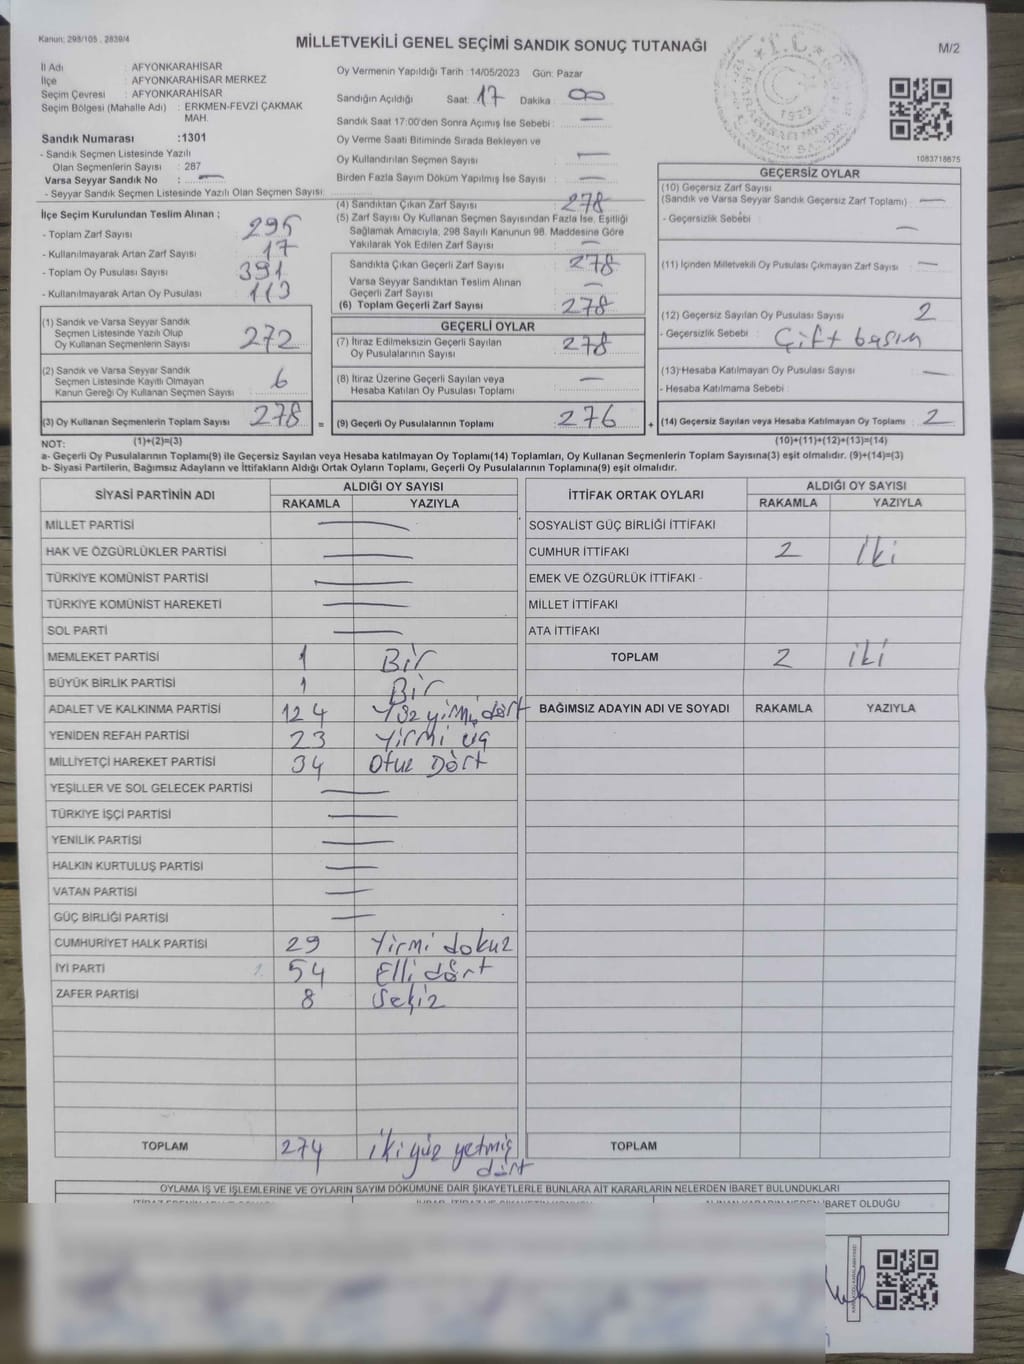 Kanun: 298/105 , 2839/4
MİLLETVEKİLİ GENEL SEÇİMİ SANDIK SONUÇ TUTANAĞI
M/2
İl Adı : AFYONKARAHİSAR
İlçe : AFYONKARAHİSAR MERKEZ
Seçim Çevresi : AFYONKARAHİSAR
Seçim Bölgesi (Mahalle Adı) : ERKMEN-FEVZİ ÇAKMAK
MAH.
Sandık Numarası :1301
- Sandık Seçmen Listesinde Yazılı
Olan Seçmenlerin Sayısı : 287
Varsa Seyyar Sandık No : —
- Seyyar Sandık Seçmen Listesinde Yazılı Olan Seçmen Sayısı:
Oy Vermenin Yapıldığı Tarih :14/05/2023 Gün: Pazar
Sandığın Açıldığı Saat: 17 Dakika : 00
Sandık Saat 17:00'den Sonra Açımış İse Sebebi : —
Oy Verme Saati Bitiminde Sırada Bekleyen ve
Oy Kullandırılan Seçmen Sayısı : —
Birden Fazla Sayım Döküm Yapılmış İse Sayısı : —
T.C.
1923
1083718675
İlçe Seçim Kurulundan Teslim Alınan ;
- Toplam Zarf Sayısı : 295
- Kullanılmayarak Artan Zarf Sayısı : 17
- Toplam Oy Pusulası Sayısı : 391
- Kullanılmayarak Artan Oy Pusulası : 113
(1) Sandık ve Varsa Seyyar Sandık
Seçmen Listesinde Yazılı Olup
Oy Kullanan Seçmenlerin Sayısı : 272
(2) Sandık ve Varsa Seyyar Sandık
Seçmen Listesinde Kayıtlı Olmayan
Kanun Gereği Oy Kullanan Seçmen Sayısı : 6
(3) Oy Kullanan Seçmenlerin Toplam Sayısı : 278 =
(4) Sandıktan Çıkan Zarf Sayısı : 278
(5) Zarf Sayısı Oy Kullanan Seçmen Sayısından Fazla İse, Eşitliği
Sağlamak Amacıyla, 298 Sayılı Kanunun 98. Maddesine Göre
Yakılarak Yok Edilen Zarf Sayısı : —
Sandıkta Çıkan Geçerli Zarf Sayısı : 278
Varsa Seyyar Sandıktan Teslim Alınan
Geçerli Zarf Sayısı : —
(6) Toplam Geçerli Zarf Sayısı : 278
GEÇERLİ OYLAR
(7) İtiraz Edilmeksizin Geçerli Sayılan
Oy Pusulalarının Sayısı : 278
(8) İtiraz Üzerine Geçerli Sayılan veya
Hesaba Katılan Oy Pusulası Toplamı : —
(9) Geçerli Oy Pusulalarının Toplamı : 276 +
GEÇERSİZ OYLAR
(10) Geçersiz Zarf Sayısı
(Sandık ve Varsa Seyyar Sandık Geçersiz Zarf Toplamı) : —
- Geçersizlik Sebebi : —
(11) İçinden Milletvekili Oy Pusulası Çıkmayan Zarf Sayısı : —
(12) Geçersiz Sayılan Oy Pusulası Sayısı : 2
- Geçersizlik Sebebi : Çift basım
(13) Hesaba Katılmayan Oy Pusulası Sayısı : —
- Hesaba Katılmama Sebebi :
(14) Geçersiz Sayılan veya Hesaba Katılmayan Oy Toplamı : 2
NOT: (1)+(2)=(3)
(10)+(11)+(12)+(13)=(14)
a- Geçerli Oy Pusulalarının Toplamı(9) ile Geçersiz Sayılan veya Hesaba Katılmayan Oy Toplamı(14) Toplamları, Oy Kullanan Seçmenlerin Toplam Sayısına(3) eşit olmalıdır. (9)+(14)=(3)
b- Siyasi Partilerin, Bağımsız Adayların ve İttifakların Aldığı Ortak Oyların Toplamı, Geçerli Oy Pusulalarının Toplamına(9) eşit olmalıdır.
SİYASİ PARTİNİN ADI ALDIĞI OY SAYISI
RAKAMLA YAZIYLA
MİLLET PARTİSİ —
HAK VE ÖZGÜRLÜKLER PARTİSİ —
TÜRKİYE KOMÜNİST PARTİSİ —
TÜRKİYE KOMÜNİST HAREKETİ —
SOL PARTİ —
MEMLEKET PARTİSİ 1 Bir
BÜYÜK BİRLİK PARTİSİ 1 Bir
ADALET VE KALKINMA PARTİSİ 124 Yüz yirmi dört
YENİDEN REFAH PARTİSİ 23 Yirmi üç
MİLLİYETÇİ HAREKET PARTİSİ 34 Otuz Dört
YEŞİLLER VE SOL GELECEK PARTİSİ —
TÜRKİYE İŞÇİ PARTİSİ —
YENİLİK PARTİSİ —
HALKIN KURTULUŞ PARTİSİ —
VATAN PARTİSİ —
GÜÇ BİRLİĞİ PARTİSİ —
CUMHURİYET HALK PARTİSİ 29 Yirmi dokuz
İYİ PARTİ 54 Elli dört
ZAFER PARTİSİ 8 Sekiz
TOPLAM 274 iki yüz yetmiş
dört
İTTİFAK ORTAK OYLARI ALDIĞI OY SAYISI
RAKAMLA YAZIYLA
SOSYALİST GÜÇ BİRLİĞİ İTTİFAKI
CUMHUR İTTİFAKI 2 iki
EMEK VE ÖZGÜRLÜK İTTİFAKI
MİLLET İTTİFAKI
ATA İTTİFAKI
TOPLAM 2 iki
BAĞIMSIZ ADAYIN ADI VE SOYADI RAKAMLA YAZIYLA
TOPLAM
OYLAMA İŞ VE İŞLEMLERİNE VE OYLARIN SAYIM DÖKÜMÜNE DAİR ŞİKAYETLERLE BUNLARA AİT KARARLARIN NELERDEN İBARET BULUNDUKLARI
İBARET OLDUĞU